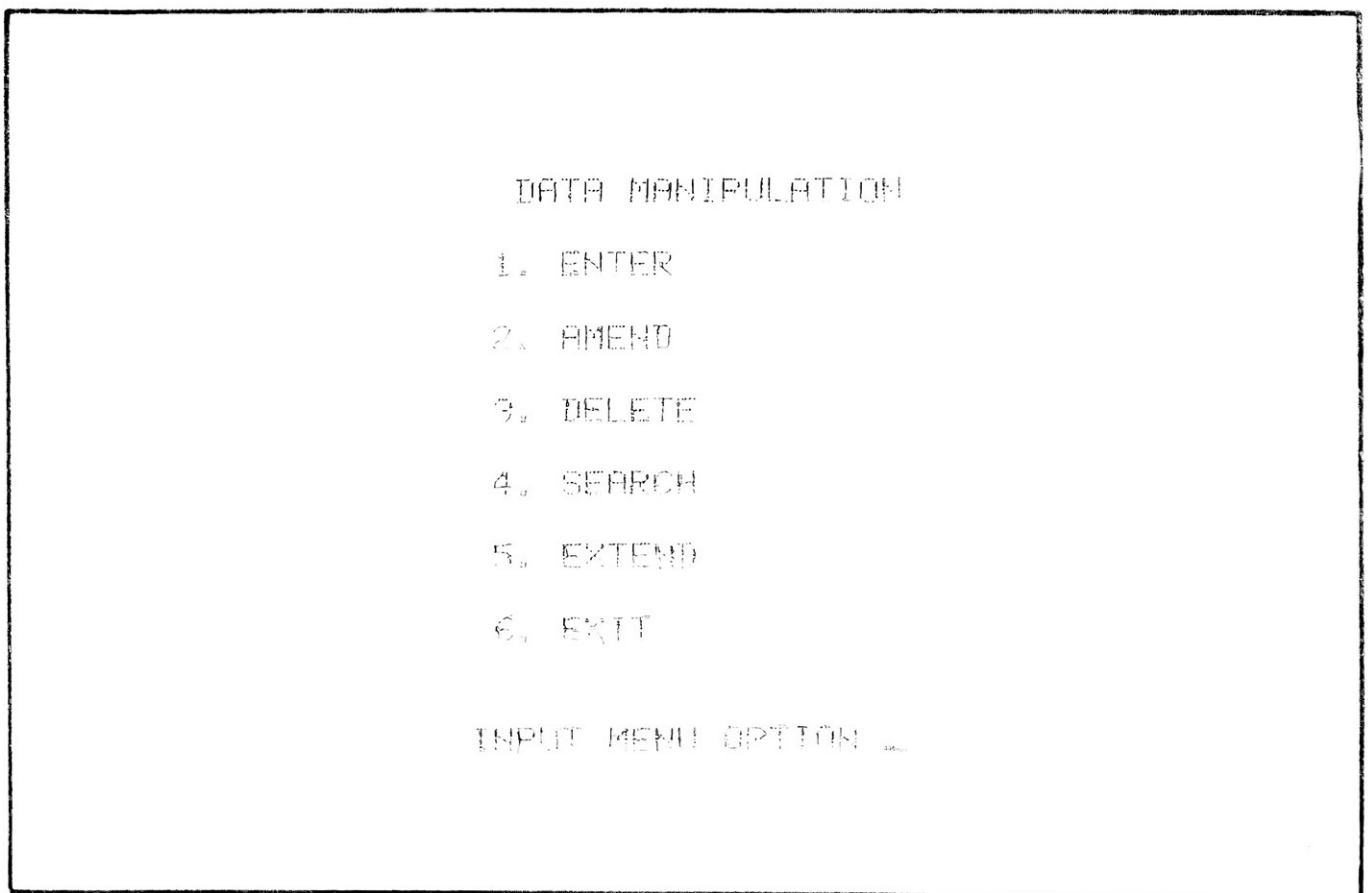 DATA MANIPULATION
1. ENTER
2. AMEND
3. DELETE
4. SEARCH
5. EXTEND
6. EXIT
INPUT MENU OPTION _